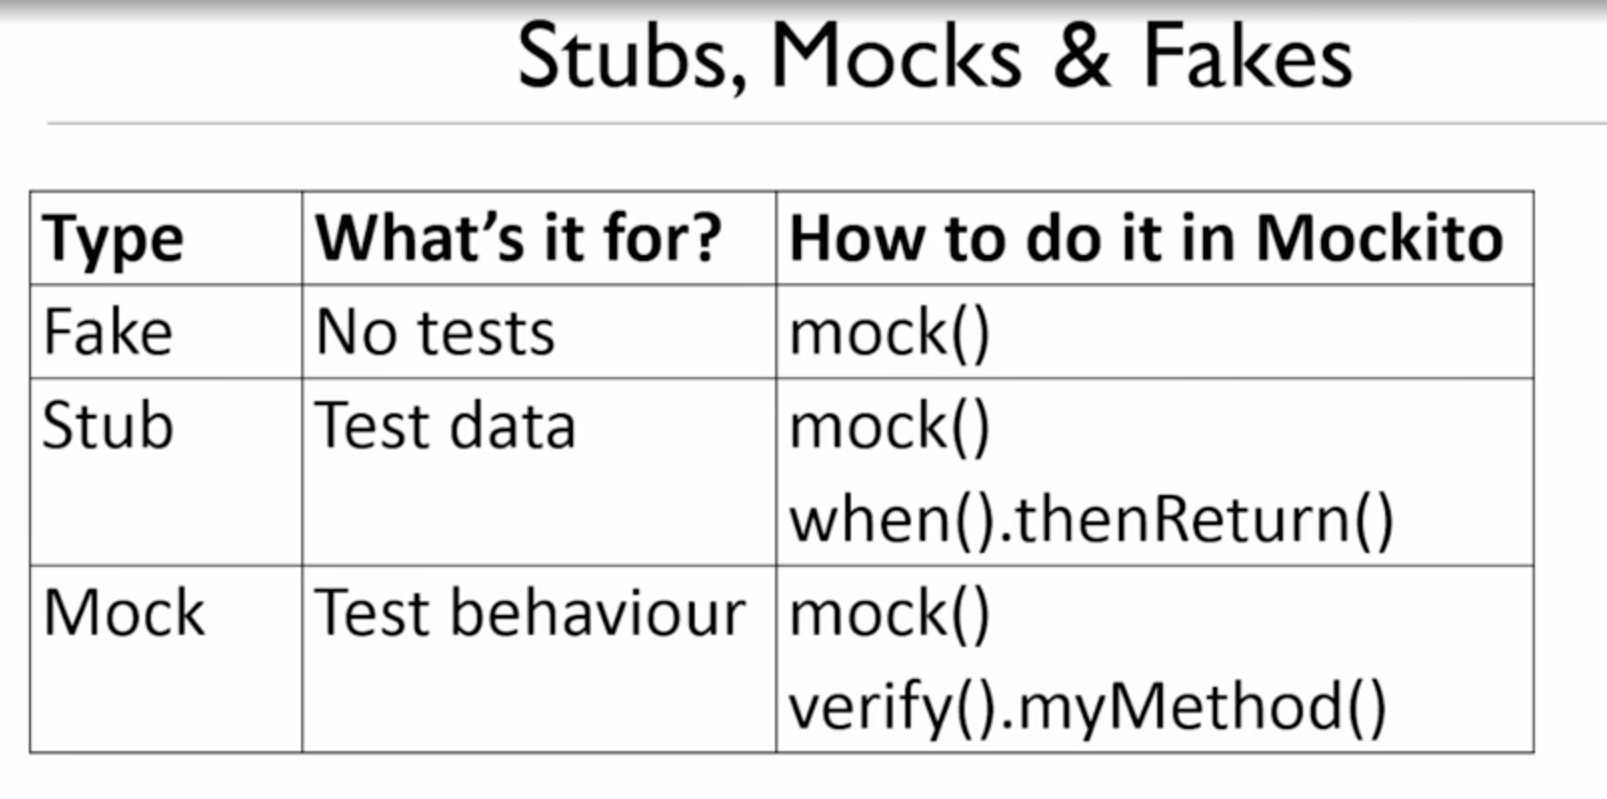 Stubs, Mocks & Fakes
Type What's it for? How to do it in Mockito
Fake No tests mock()
Stub Test data mock()
when().thenReturn()
Mock Test behaviour mock()
verify().myMethod()